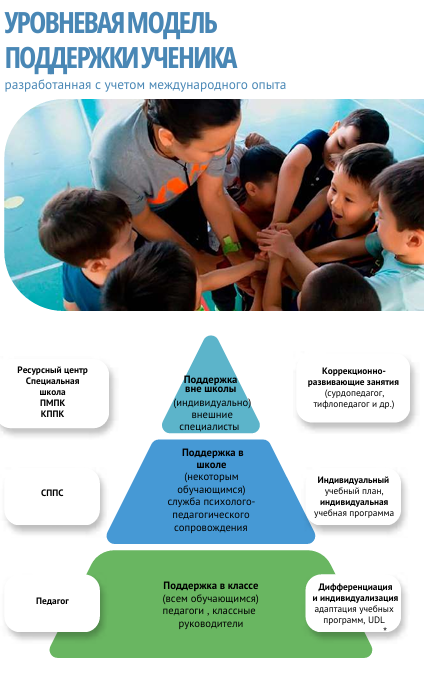 УРОВНЕВАЯ МОДЕЛЬ
ПОДДЕРЖКИ УЧЕНИКА
разработанная с учетом международного опыта
Ресурсный центр
Специальная
школа
ПМПК
КППК
Поддержка
вне школы
(индивидуально)
внешние
специалисты
Коррекционно-
развивающие занятия
(сурдопедагог,
тифлопедагог и др.)
СППС
Поддержка в
школе
(некоторым
обучающимся)
служба психолого-
педагогического
сопровождения
Индивидуальный
учебный план,
индивидуальная
учебная программа
Педагог
Поддержка в классе
(всем обучающимся)
педагоги , классные
руководители
Дифференциация
и индивидуализация
адаптация учебных
программ, UDL
*